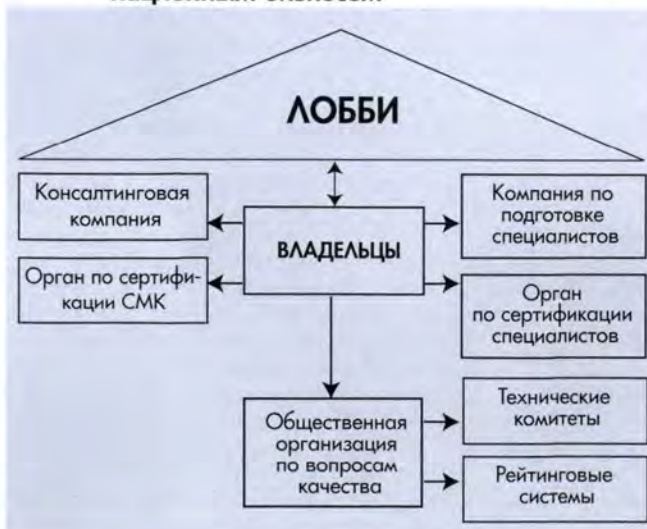 ЛОББИ
Консалтинговая
компания
ВЛАДЕЛЬЦЫ
Компания по
подготовке
специалистов
Орган по сертифи-
кации СМК
Орган
по сертификации
специалистов
Общественная
организация
по вопросам
качества
Технические
комитеты
Рейтинговые
системы